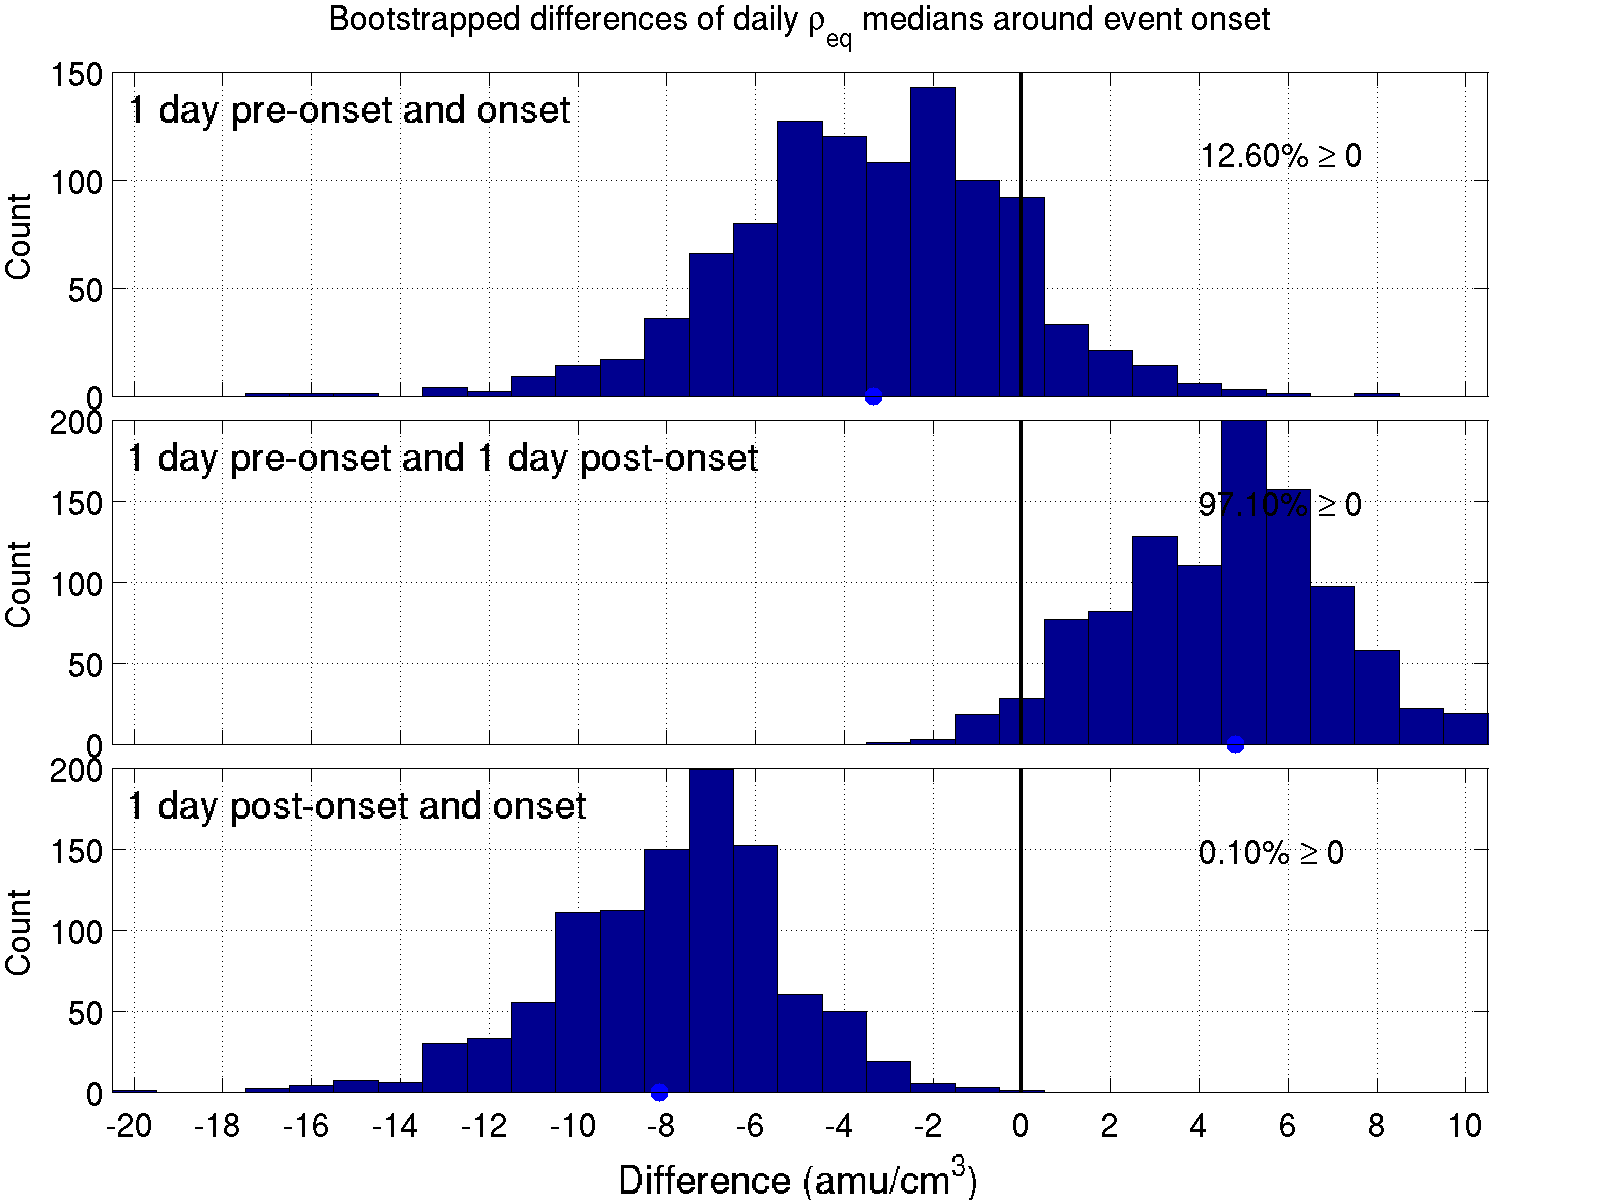 Bootstrapped differences of daily ρ_eq medians around event onset
150
1 day pre-onset and onset
12.60% ≥ 0
100
50
0
Count
200
1 day pre-onset and 1 day post-onset
150
97.10% ≥ 0
100
50
0
Count
200
1 day post-onset and onset
150
0.10% ≥ 0
100
50
0
Count
-20 -18 -16 -14 -12 -10 -8 -6 -4 -2 0 2 4 6 8 10
Difference (amu/cm³)